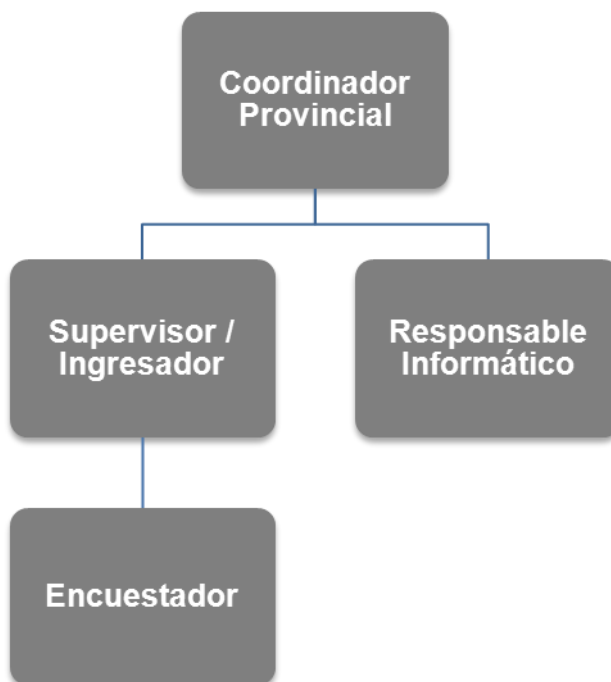 Coordinador
Provincial
Supervisor /
Ingresador
Responsable
Informático
Encuestador